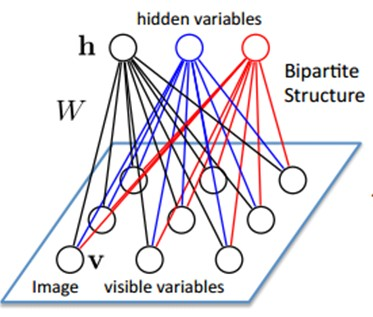 hidden variables
h
Bipartite
Structure
W
v
Image visible variables